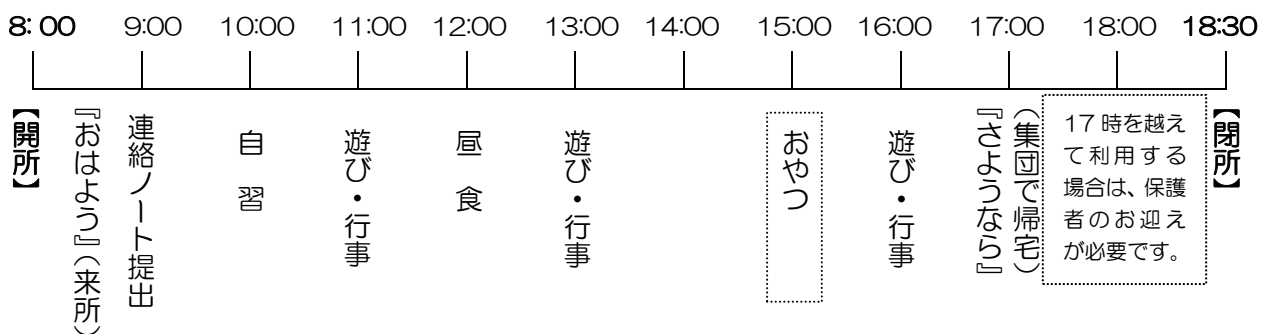 8:00 9:00 10:00 11:00 12:00 13:00 14:00 15:00 16:00 17:00 18:00 18:30
【開所】
『おはよう』（来所）
連絡ノート提出
自習
遊び・行事
昼食
遊び・行事
おやつ
遊び・行事
（集団で帰宅）
『さようなら』
17時を越え
て利用する
場合は、保護
者のお迎え
が必要です。
【閉所】